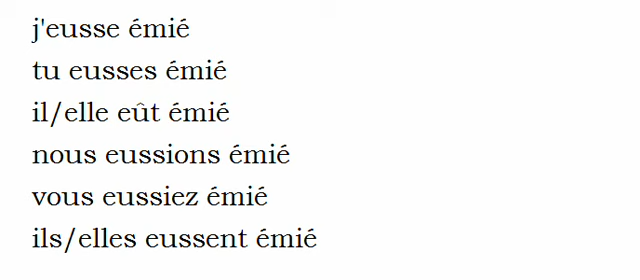 j'eusse émié
tu eusses émié
il/elle eût émié
nous eussions émié
vous eussiez émié
ils/elles eussent émié